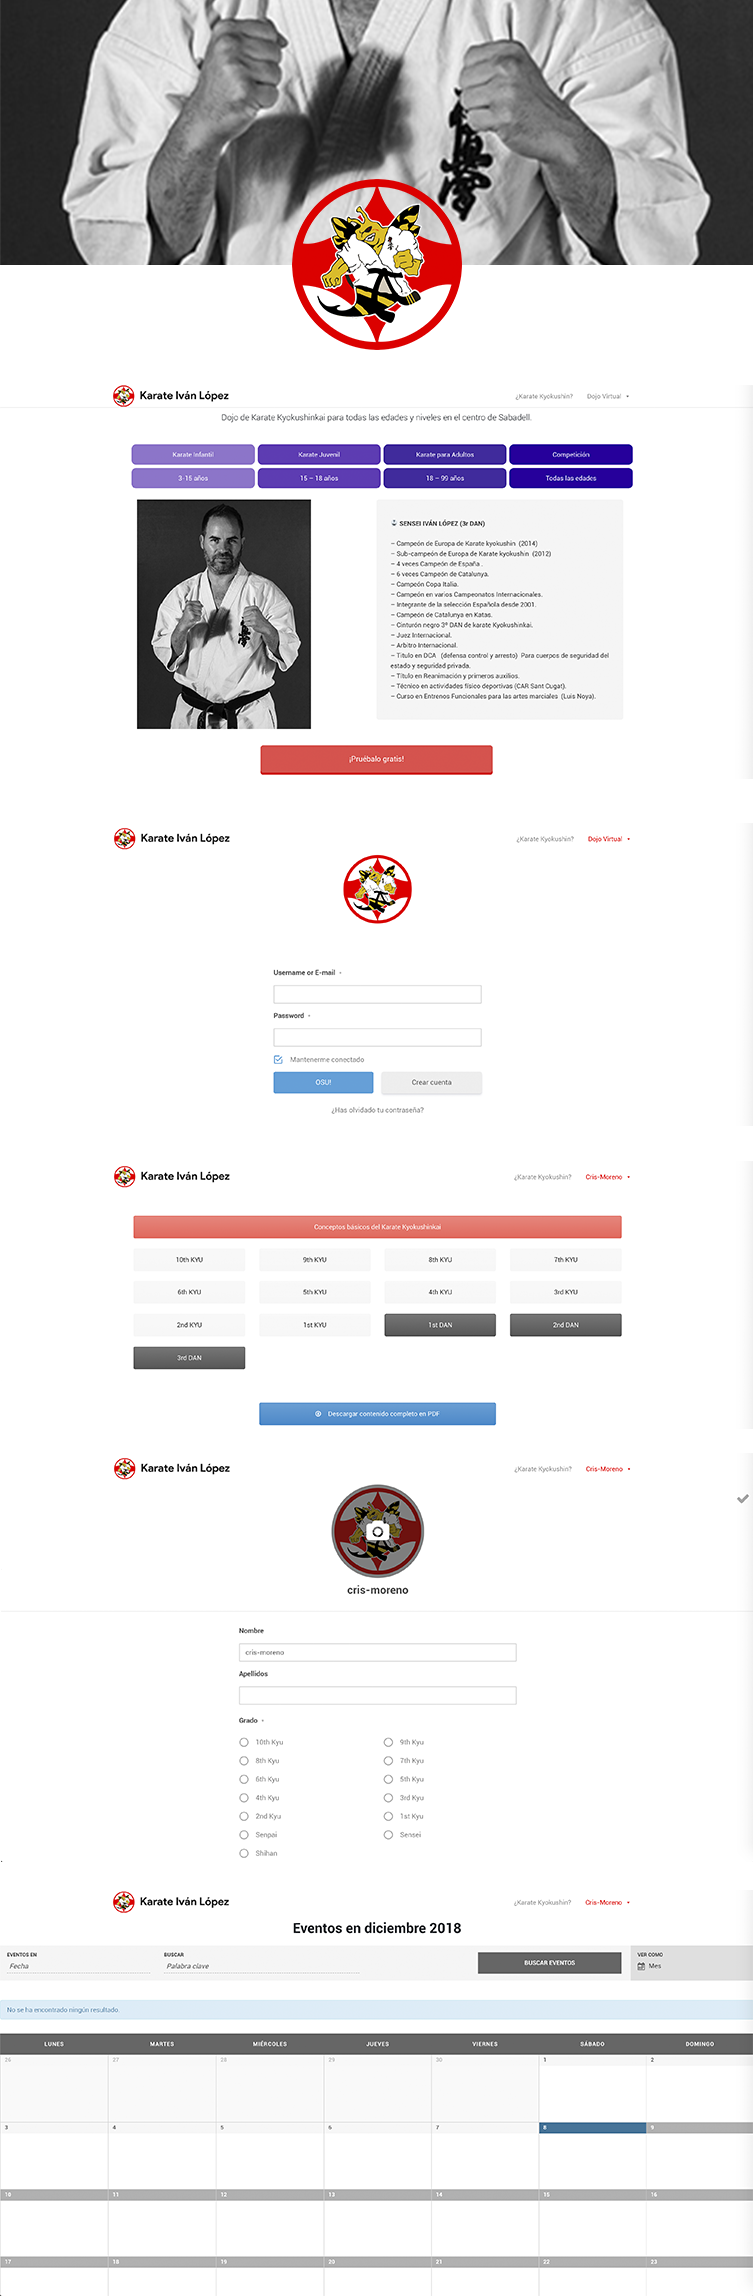 Karate Iván López
¿Karate Kyokushin? Dojo Virtual
Dojo de Karate Kyokushinkai para todas las edades y niveles en el centro de Sabadell.
Karate Infantil Karate Juvenil Karate para Adultos Competición
3-15 años 15 – 18 años 18 – 99 años Todas las edades
SENSEI IVÁN LÓPEZ (3r DAN)
– Campeón de Europa de Karate kyokushin (2014)
– Sub-campeón de Europa de Karate kyokushin (2012)
– 4 veces Campeón de España .
– 6 veces Campeón de Catalunya.
– Campeón Copa Italia.
– Campeón en varios Campeonatos Internacionales.
– Integrante de la selección Española desde 2001.
– Campeón de Catalunya en Katas.
– Cinturón negro 3º DAN de karate Kyokushinkai.
– Juez Internacional.
– Arbitro Internacional.
– Titulo en DCA (defensa control y arresto) Para cuerpos de seguridad del
estado y seguridad privada.
– Título en Reanimación y primeros auxilios.
– Técnico en actividades físico deportivas (CAR Sant Cugat).
– Curso en Entrenos Funcionales para las artes marciales (Luis Noya).
¡Pruébalo gratis!
Karate Iván López
¿Karate Kyokushin? Dojo Virtual
Username or E-mail *
Password *
Mantenerme conectado
OSU! Crear cuenta
¿Has olvidado tu contraseña?
Karate Iván López
¿Karate Kyokushin? Cris-Moreno
Conceptos básicos del Karate Kyokushinkai
10th KYU 9th KYU 8th KYU 7th KYU
6th KYU 5th KYU 4th KYU 3rd KYU
2nd KYU 1st KYU 1st DAN 2nd DAN
3rd DAN
Descargar contenido completo en PDF
Karate Iván López
¿Karate Kyokushin? Cris-Moreno
cris-moreno
Nombre
cris-moreno
Apellidos
Grado *
10th Kyu 9th Kyu
8th Kyu 7th Kyu
6th Kyu 5th Kyu
4th Kyu 3rd Kyu
2nd Kyu 1st Kyu
Senpai Sensei
Shihan
Karate Iván López
¿Karate Kyokushin? Cris-Moreno
Eventos en diciembre 2018
EVENTOS EN BUSCAR VER COMO
Fecha Palabra clave BUSCAR EVENTOS Mes
No se ha encontrado ningún resultado.
LUNES MARTES MIÉRCOLES JUEVES VIERNES SÁBADO DOMINGO
26 27 28 29 30 1 2
3 4 5 6 7 8 9
10 11 12 13 14 15 16
17 18 19 20 21 22 23